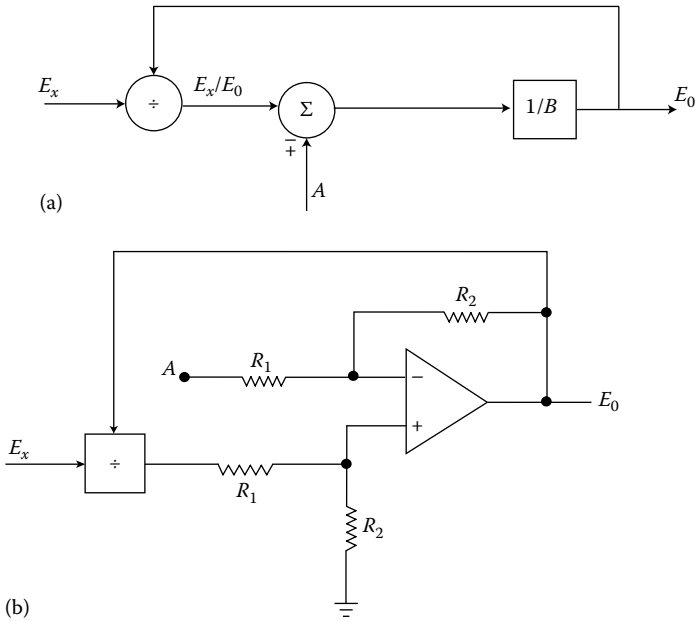 E_x
÷
E_x/E_0
Σ
∓
A
1/B
E_0
(a)
R_2
A
R_1
−
+
E_0
E_x
÷
R_1
R_2
(b)